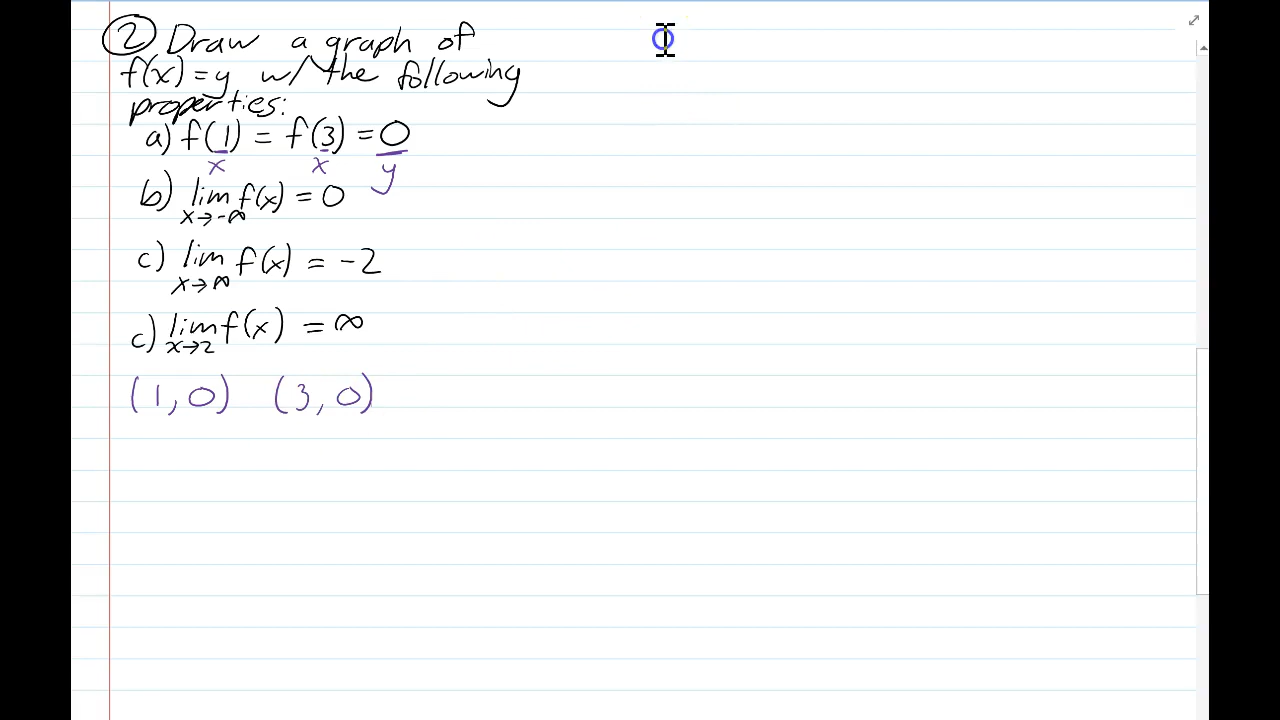 ② Draw a graph of
f(x) = y w/ the following
properties:
a) f(1) = f(3) = 0
x x y
b) lim f(x) = 0
x→-∞
c) lim f(x) = -2
x→∞
c) lim f(x) = ∞
x→2
(1, 0) (3, 0)